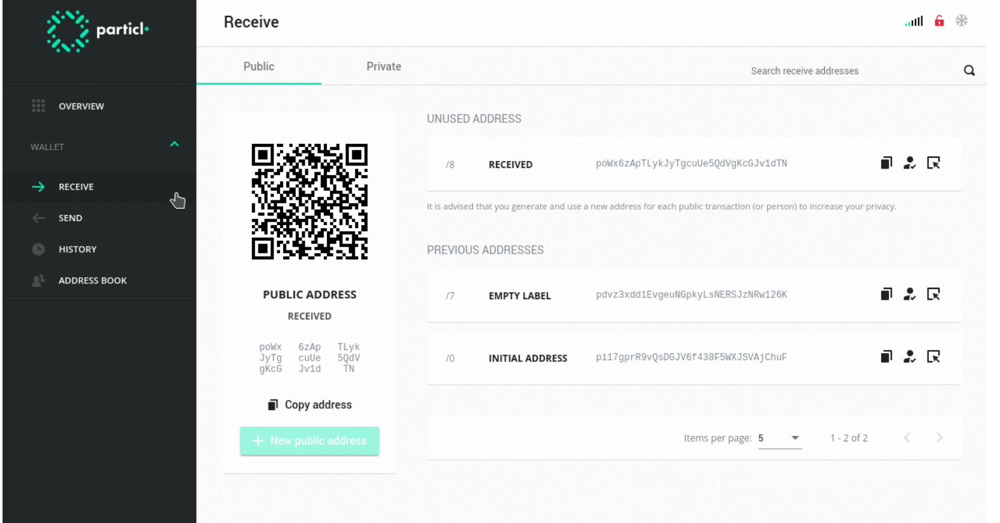 particl
Receive
Public Private Search receive addresses
OVERVIEW
WALLET
RECEIVE
SEND
HISTORY
ADDRESS BOOK
PUBLIC ADDRESS
RECEIVED
poWx 6zAp TLyk
JyTg cuUe 5QdV
gKcG Jv1d TN
Copy address
+ New public address
UNUSED ADDRESS
/8 RECEIVED poWx6zApTLykJyTgcuUe5QdVgKcGJv1dTN
It is advised that you generate and use a new address for each public transaction (or person) to increase your privacy.
PREVIOUS ADDRESSES
/7 EMPTY LABEL pdvz3xdd1EvgeuNGpkyLsNERSJzNRw126K
/0 INITIAL ADDRESS pi17gprR9vQsDGJV6f438F5WXJSVAjChuF
Items per page: 5 1 - 2 of 2